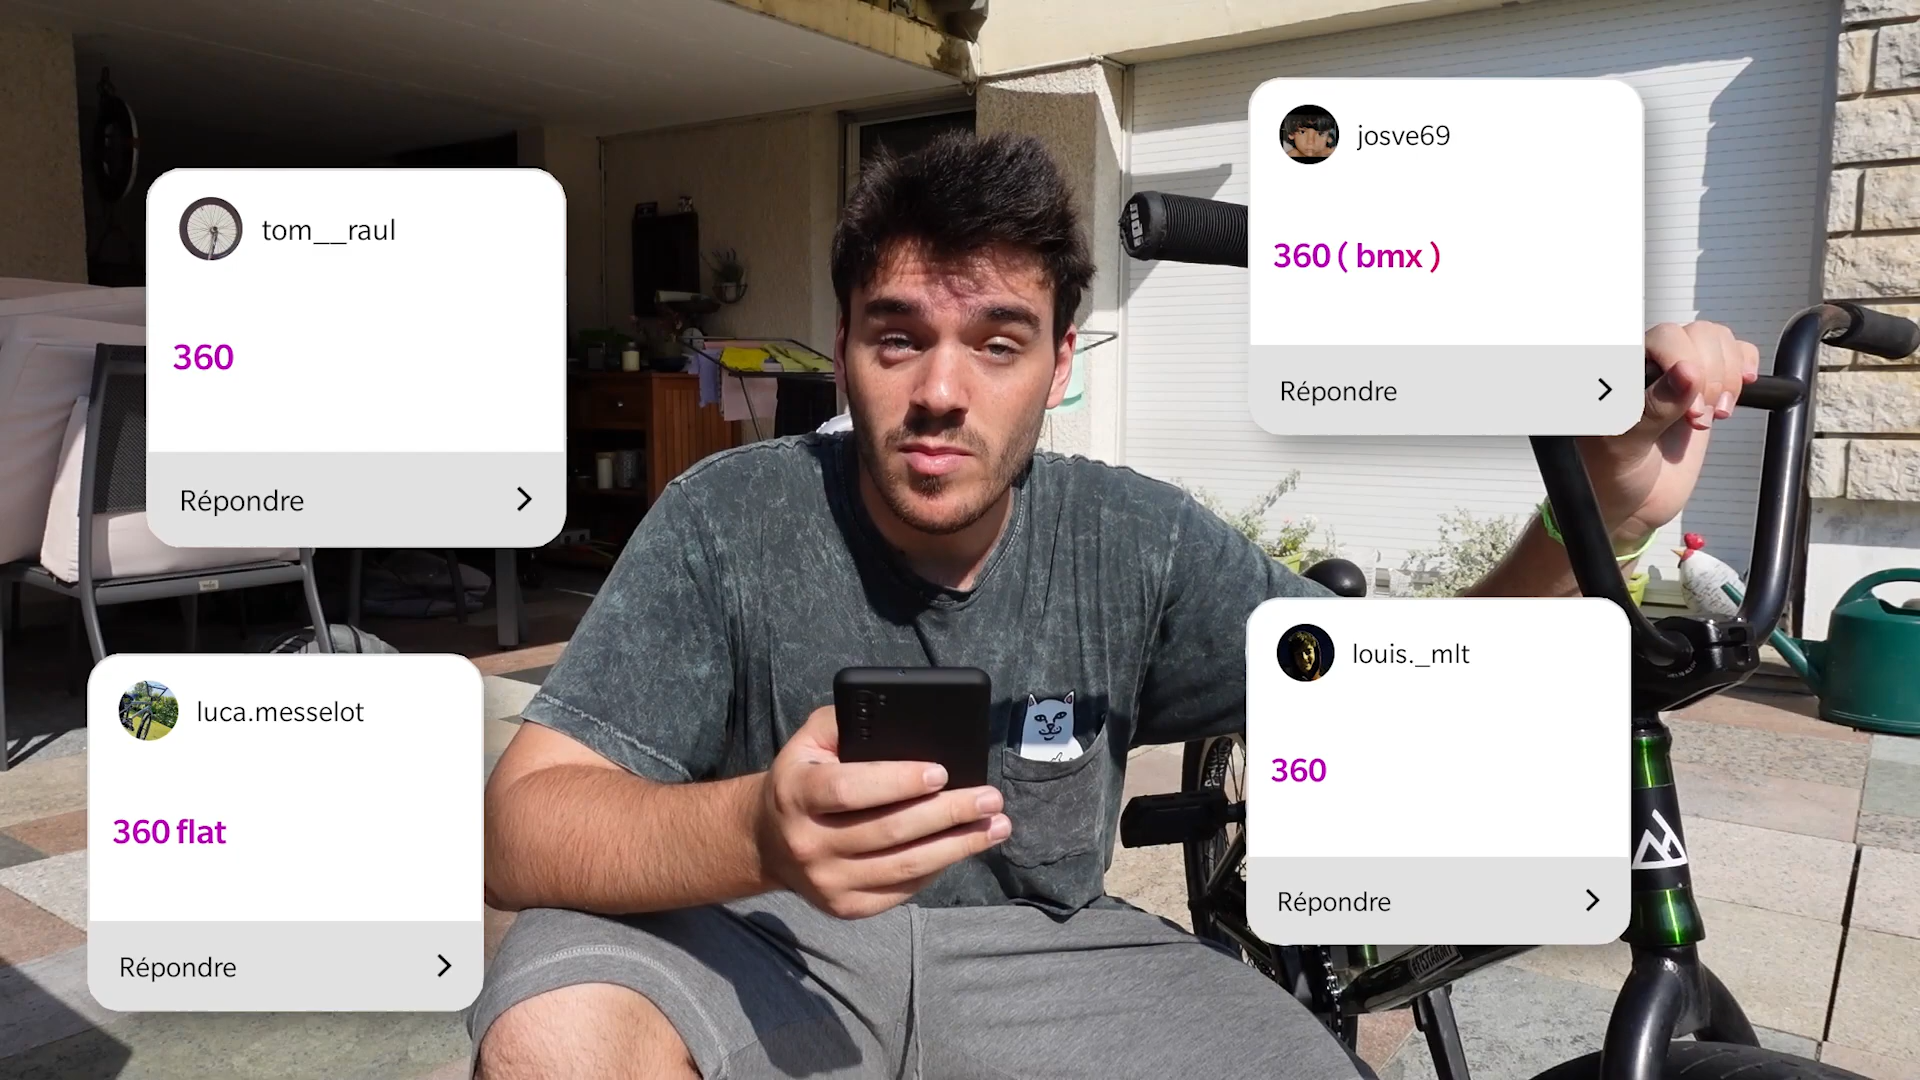 tom__raul
360
Répondre
josve69
360 ( bmx )
Répondre
luca.messelot
360 flat
Répondre
louis._mlt
360
Répondre